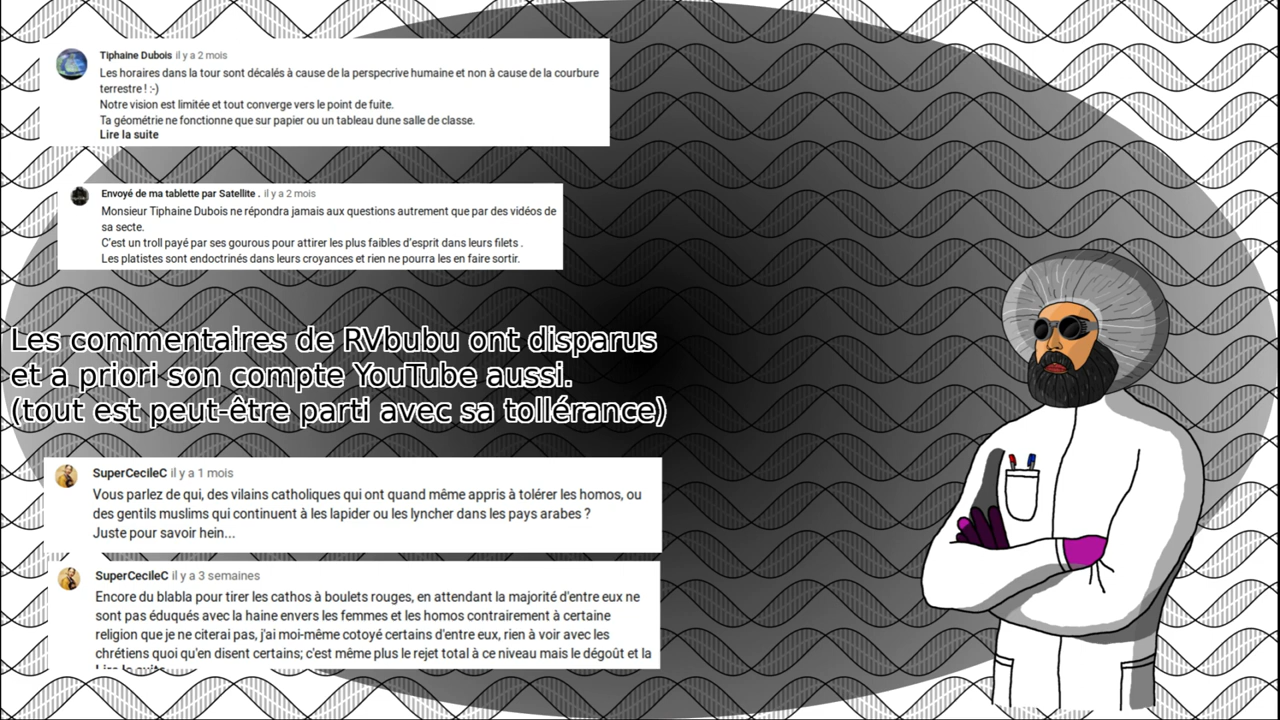 Tiphaine Dubois il y a 2 mois
Les horaires dans la tour sont décalés à cause de la perspecrive humaine et non à cause de la courbure
terrestre ! :-)
Notre vision est limitée et tout converge vers le point de fuite.
Ta géométrie ne fonctionne que sur papier ou un tableau dune salle de classe.
Lire la suite
Envoyé de ma tablette par Satellite . il y a 2 mois
Monsieur Tiphaine Dubois ne répondra jamais aux questions autrement que par des vidéos de
sa secte.
C'est un troll payé par ses gourous pour attirer les plus faibles d'esprit dans leurs filets .
Les platistes sont endoctrinés dans leurs croyances et rien ne pourra les en faire sortir.
Les commentaires de RVbubu ont disparus
et a priori son compte YouTube aussi.
(tout est peut-être parti avec sa tollérance)
SuperCecileC il y a 1 mois
Vous parlez de qui, des vilains catholiques qui ont quand même appris à tolérer les homos, ou
des gentils muslims qui continuent à les lapider ou les lyncher dans les pays arabes ?
Juste pour savoir hein...
SuperCecileC il y a 3 semaines
Encore du blabla pour tirer les cathos à boulets rouges, en attendant la majorité d'entre eux ne
sont pas éduqués avec la haine envers les femmes et les homos contrairement à certaine
religion que je ne citerai pas, j'ai moi-même cotoyé certains d'entre eux, rien à voir avec les
chrétiens quoi qu'en disent certains; c'est même plus le rejet total à ce niveau mais le dégoût et la
Lire la suite